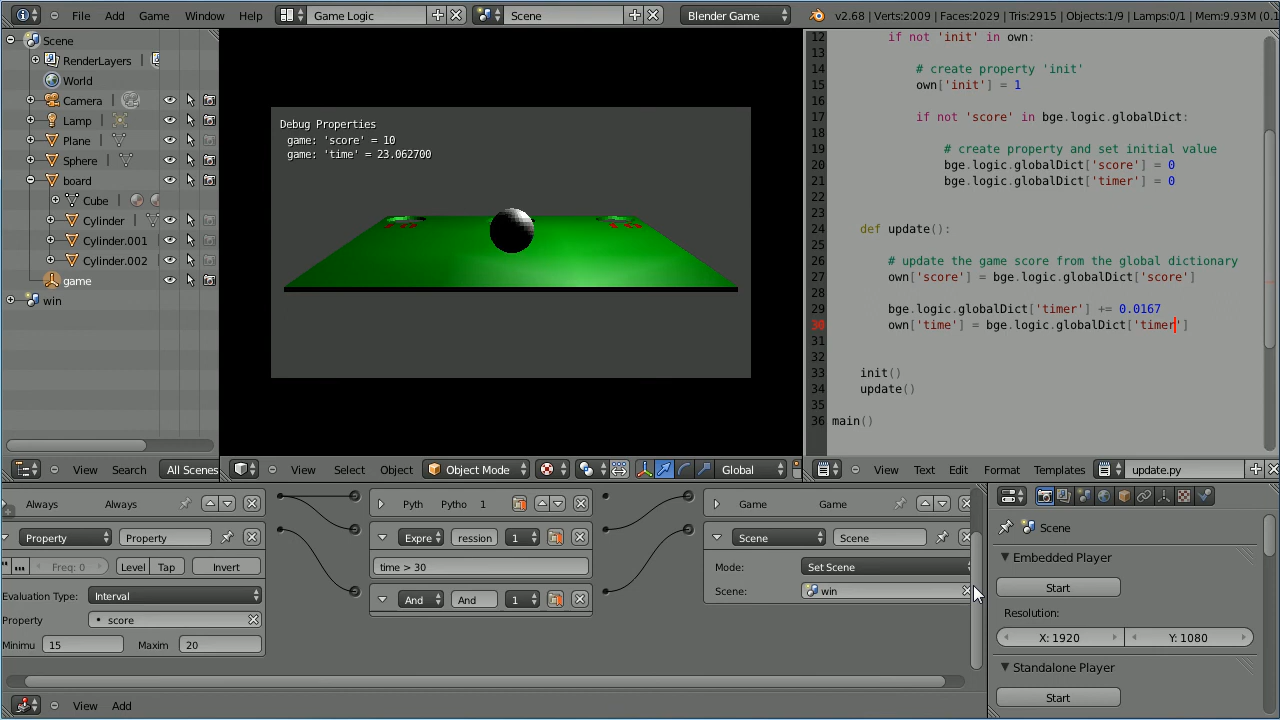 File Add Game Window Help Game Logic Scene Blender Game v2.68 | Verts:2009 | Faces:2029 | Tris:2915 | Objects:1/9 | Lamps:0/1 | Mem:9.93M (0.1
Scene
RenderLayers |
World
Camera |
Lamp |
Plane |
Sphere |
board
Cube
Cylinder
Cylinder.001
Cylinder.002
game
win
View Search All Scenes
Debug Properties
game: 'score' = 10
game: 'time' = 23.062700
10 10
View Select Object Object Mode Global
12 if not 'init' in own:
13
14 # create property 'init'
15 own['init'] = 1
16
17 if not 'score' in bge.logic.globalDict:
18
19 # create property and set initial value
20 bge.logic.globalDict['score'] = 0
21 bge.logic.globalDict['timer'] = 0
22
23
24 def update():
25
26 # update the game score from the global dictionary
27 own['score'] = bge.logic.globalDict['score']
28
29 bge.logic.globalDict['timer'] += 0.0167
30 own['time'] = bge.logic.globalDict['timer']
31
32
33 init()
34 update()
35
36 main()
View Text Edit Format Templates update.py
Always Always
Property Property
Freq: 0 Level Tap Invert
Evaluation Type: Interval
Property score
Minimu 15 Maxim 20
Pyth Pytho 1
Expre ression 1
time > 30
And And 1
Game Game
Scene Scene
Mode: Set Scene
Scene: win
View Add
Scene
Embedded Player
Start
Resolution:
X: 1920 Y: 1080
Standalone Player
Start